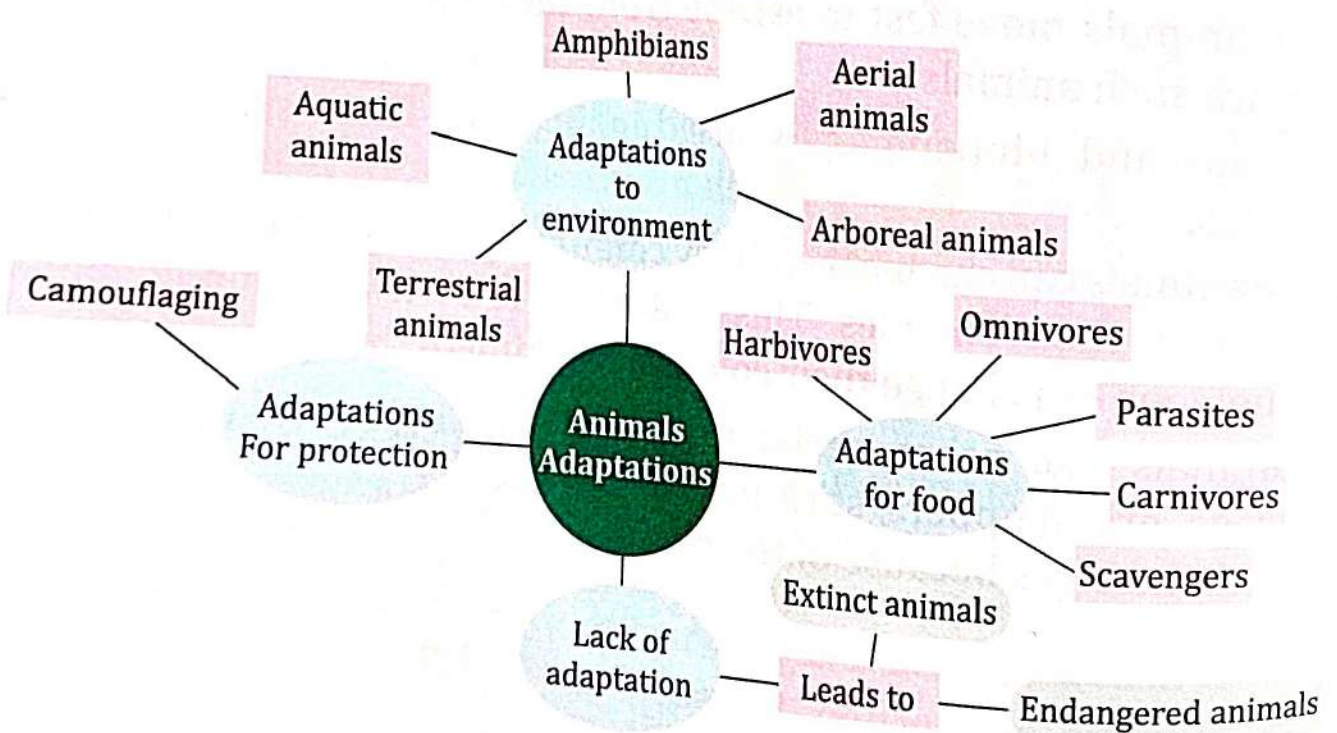 Amphibians
Aerial
animals
Aquatic
animals
Adaptations
to
environment
Arboreal animals
Terrestrial
animals
Camouflaging
Harbivores
Omnivores
Adaptations
For protection
Animals
Adaptations
Adaptations
for food
Parasites
Carnivores
Scavengers
Lack of
adaptation
Leads to
Extinct animals
Endangered animals